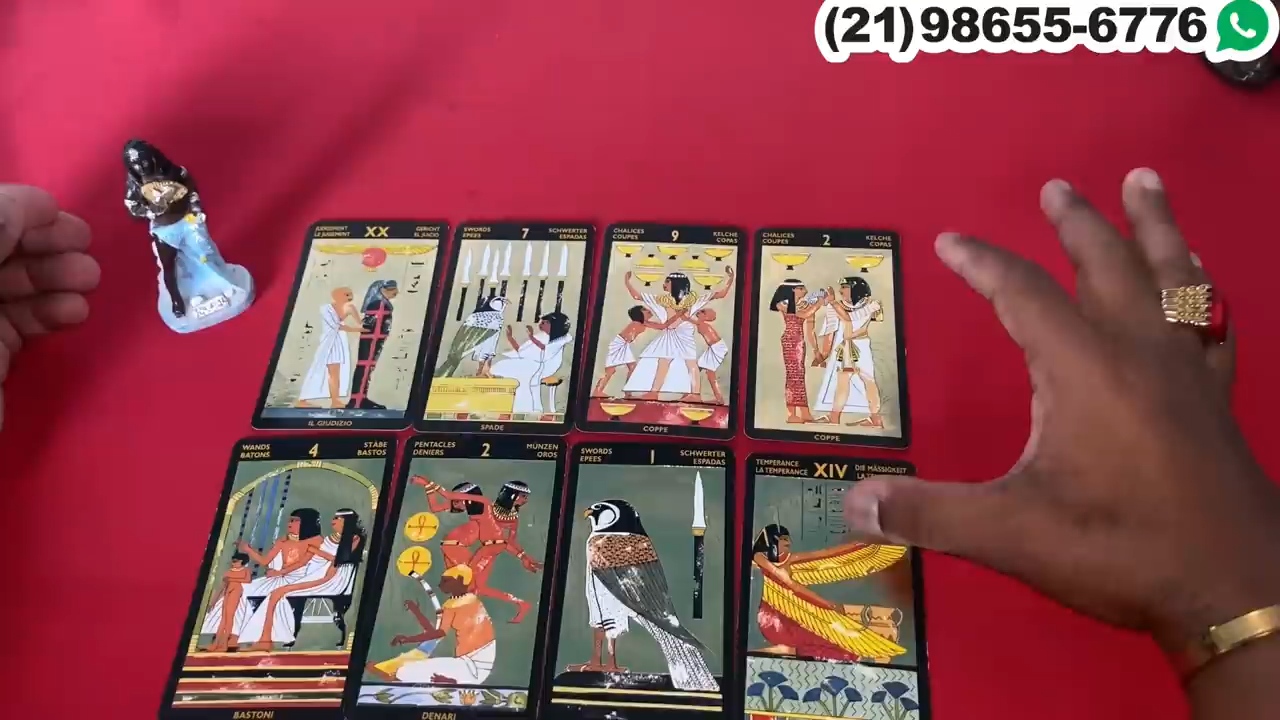 (21)98655-6776
JUDGEMENT XX GERICHT
LE JUGEMENT EL JUICIO
IL GIUDIZIO
SWORDS 7 SCHWERTER
EPEES ESPADAS
SPADE
CHALICES 9 KELCHE
COUPES COPAS
COPPE
CHALICES 2 KELCHE
COUPES COPAS
COPPE
WANDS 4 STÄBE
BATONS BASTOS
BASTONI
PENTACLES 2 MÜNZEN
DENIERS OROS
DENARI
SWORDS 1 SCHWERTER
EPEES ESPADAS
TEMPERANCE XIV DIE MÄSSIGKEIT
LA TEMPERANCE